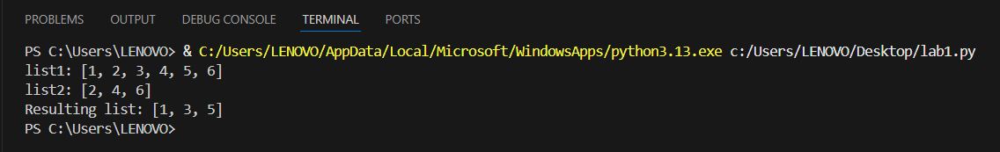 PROBLEMS OUTPUT DEBUG CONSOLE TERMINAL PORTS
PS C:\Users\LENOVO> & C:/Users/LENOVO/AppData/Local/Microsoft/WindowsApps/python3.13.exe c:/Users/LENOVO/Desktop/lab1.py
list1: [1, 2, 3, 4, 5, 6]
list2: [2, 4, 6]
Resulting list: [1, 3, 5]
PS C:\Users\LENOVO>